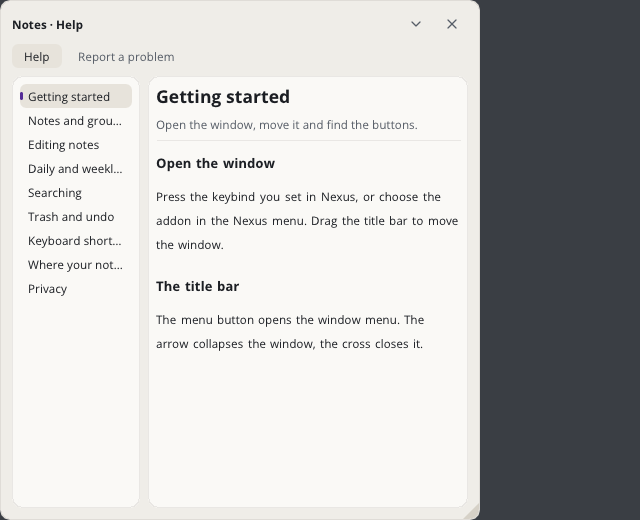 Notes · Help
Help
Report a problem
Getting started
Notes and grou...
Editing notes
Daily and weekl...
Searching
Trash and undo
Keyboard short...
Where your not...
Privacy
Getting started
Open the window, move it and find the buttons.
Open the window
Press the keybind you set in Nexus, or choose the
addon in the Nexus menu. Drag the title bar to move
the window.
The title bar
The menu button opens the window menu. The
arrow collapses the window, the cross closes it.